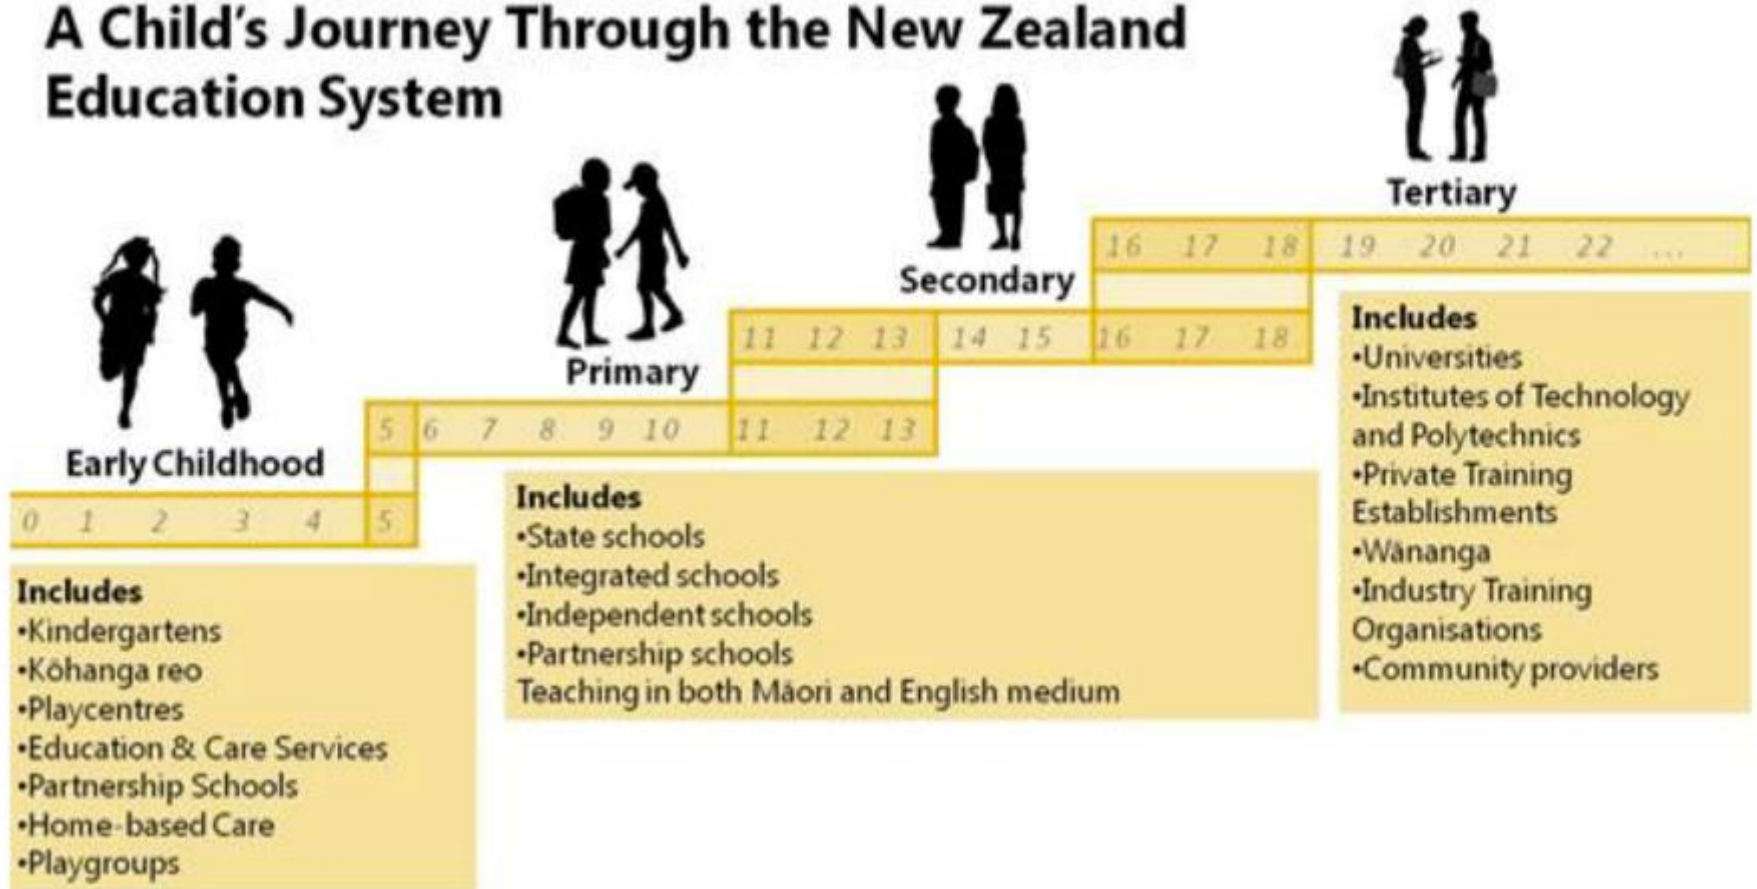 A Child's Journey Through the New Zealand
Education System
Early Childhood
0 1 2 3 4 5
Includes
•Kindergartens
•Kōhanga reo
•Playcentres
•Education & Care Services
•Partnership Schools
•Home-based Care
•Playgroups
Primary
5 6 7 8 9 10 11 12 13
Secondary
11 12 13 14 15 16 17 18
Includes
•State schools
•Integrated schools
•Independent schools
•Partnership schools
Teaching in both Māori and English medium
Tertiary
16 17 18 19 20 21 22 ...
Includes
•Universities
•Institutes of Technology
and Polytechnics
•Private Training
Establishments
•Wānanga
•Industry Training
Organisations
•Community providers